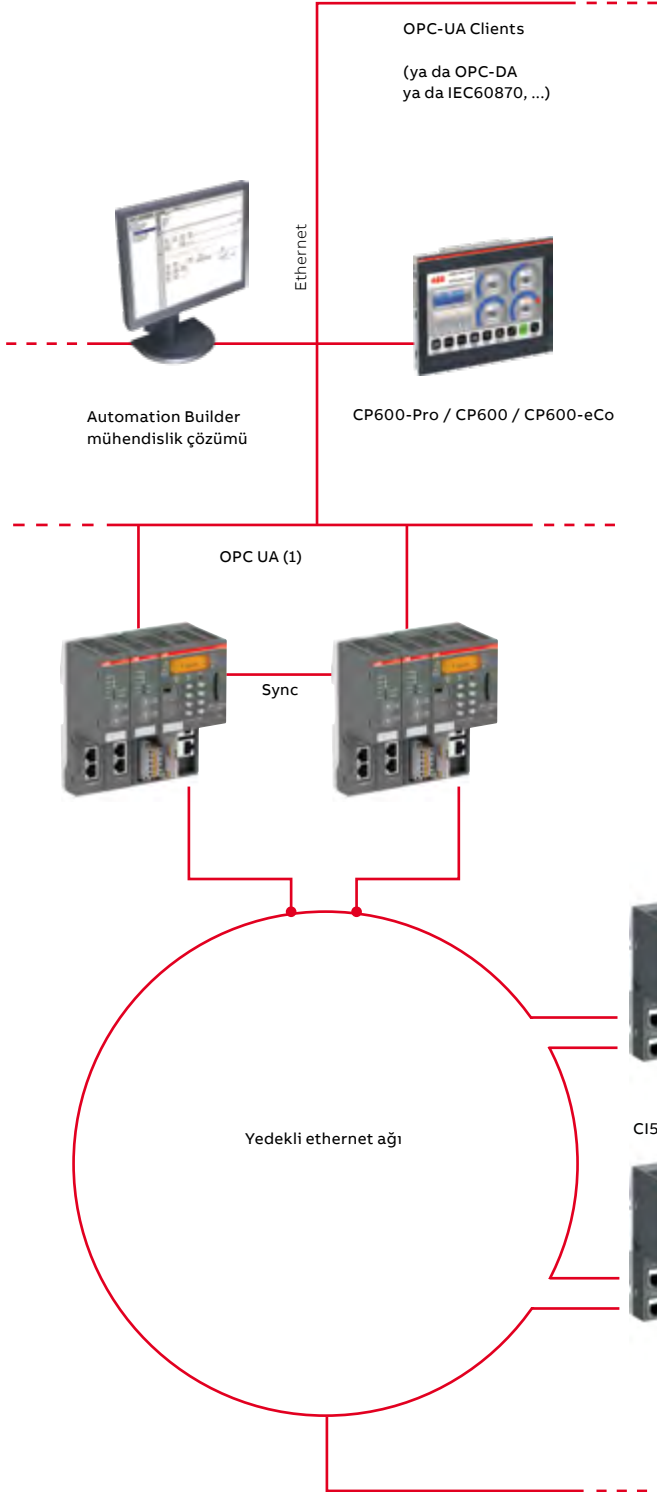 OPC-UA Clients
(ya da OPC-DA
ya da IEC60870, ...)
Ethernet
Automation Builder
mühendislik çözümü
CP600-Pro / CP600 / CP600-eCo
OPC UA (1)
Sync
Yedekli ethernet ağı
CI5